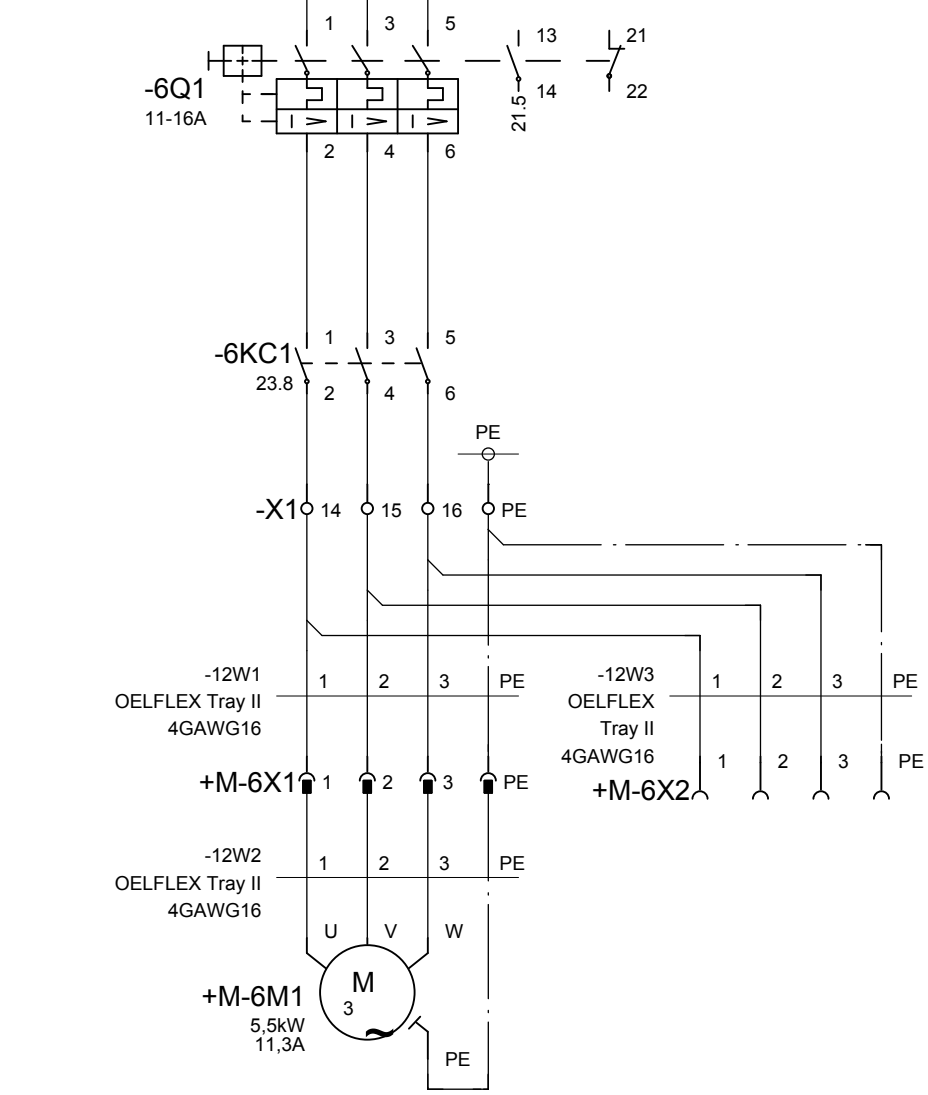 1 3 5 13 21
-6Q1 14 22
11-16A 21.5
I > I > I >
2 4 6
1 3 5
-6KC1
23.8 2 4 6
PE
-X1 14 15 16 PE
-12W1 1 2 3 PE
OELFLEX Tray II
4GAWG16
-12W3 1 2 3 PE
OELFLEX
Tray II
4GAWG16 1 2 3 PE
+M-6X1 1 2 3 PE
+M-6X2
-12W2 1 2 3 PE
OELFLEX Tray II
4GAWG16
U V W
M
+M-6M1 3
5,5kW ~
11,3A
PE